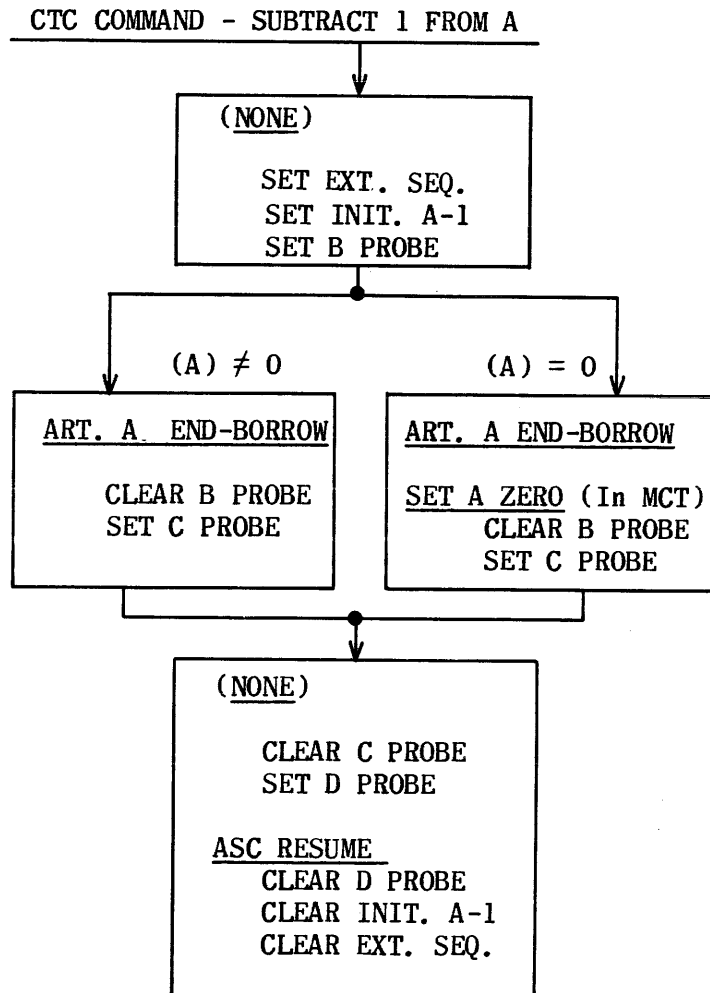 CTC COMMAND - SUBTRACT 1 FROM A
(NONE)
SET EXT. SEQ.
SET INIT. A-1
SET B PROBE
(A) ≠ 0
ART. A END-BORROW
CLEAR B PROBE
SET C PROBE
(A) = 0
ART. A END-BORROW
SET A ZERO (In MCT)
CLEAR B PROBE
SET C PROBE
(NONE)
CLEAR C PROBE
SET D PROBE
ASC RESUME
CLEAR D PROBE
CLEAR INIT. A-1
CLEAR EXT. SEQ.